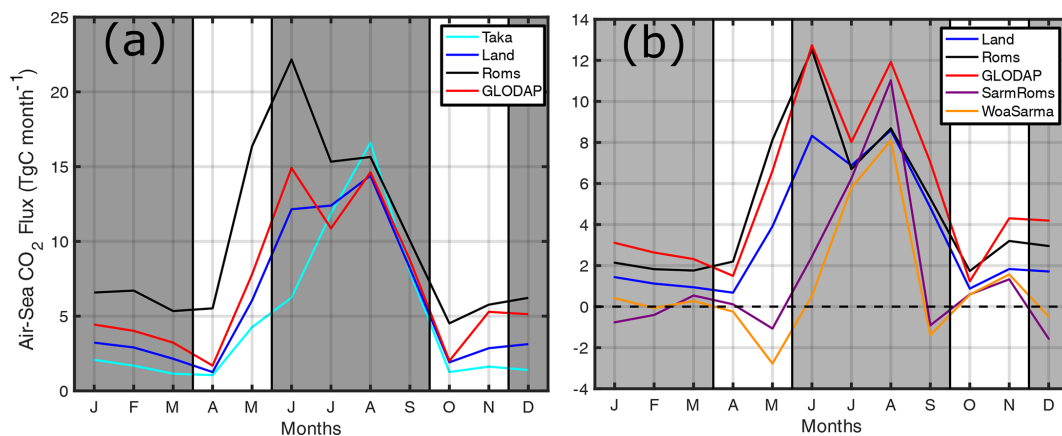 (a)
Air-Sea CO2 Flux (TgC month-1)
25
20
15
10
5
0
Taka
Land
Roms
GLODAP
J F M A M J J A S O N D
Months
(b)
14
12
10
8
6
4
2
0
-2
-4
Land
Roms
GLODAP
SarmRoms
WoaSarma
J F M A M J J A S O N D
Months